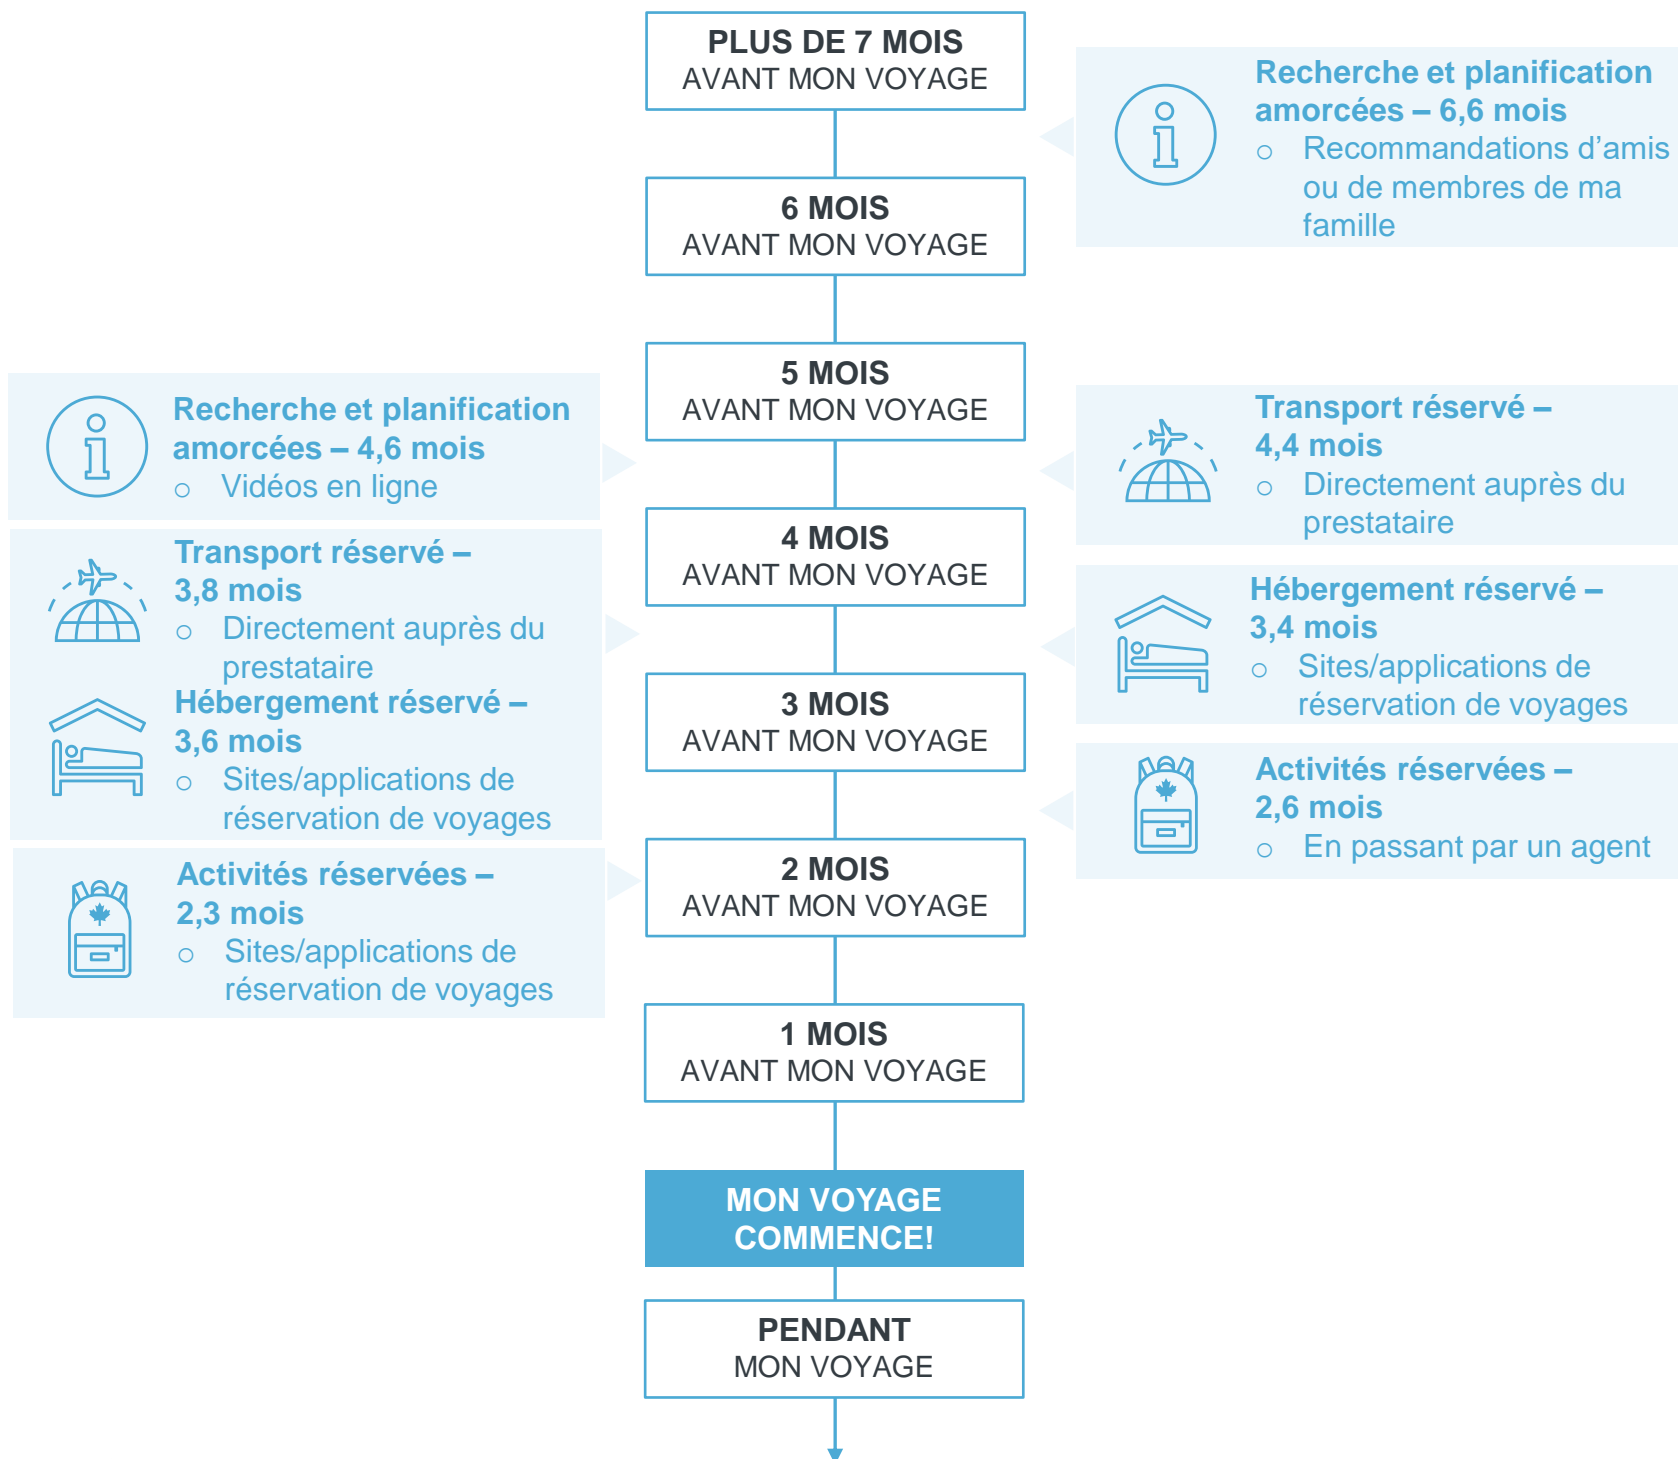 PLUS DE 7 MOIS
AVANT MON VOYAGE
Recherche et planification
amorcées – 6,6 mois
○ Recommandations d’amis
ou de membres de ma
famille
6 MOIS
AVANT MON VOYAGE
5 MOIS
AVANT MON VOYAGE
Recherche et planification
amorcées – 4,6 mois
○ Vidéos en ligne
Transport réservé –
4,4 mois
○ Directement auprès du
prestataire
4 MOIS
AVANT MON VOYAGE
Transport réservé –
3,8 mois
○ Directement auprès du
prestataire
Hébergement réservé –
3,6 mois
○ Sites/applications de
réservation de voyages
Hébergement réservé –
3,4 mois
○ Sites/applications de
réservation de voyages
3 MOIS
AVANT MON VOYAGE
Activités réservées –
2,6 mois
○ En passant par un agent
2 MOIS
AVANT MON VOYAGE
Activités réservées –
2,3 mois
○ Sites/applications de
réservation de voyages
1 MOIS
AVANT MON VOYAGE
MON VOYAGE
COMMENCE!
PENDANT
MON VOYAGE